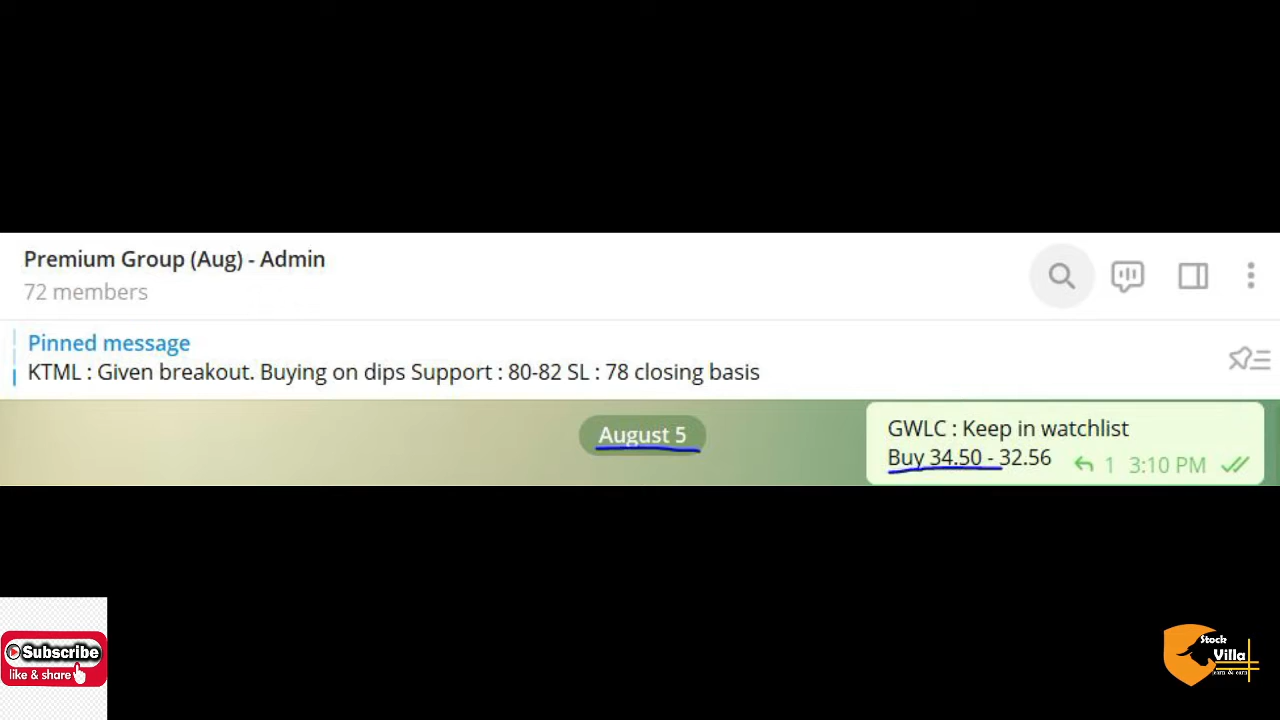 Premium Group (Aug) - Admin
72 members
Pinned message
KTML : Given breakout. Buying on dips Support : 80-82 SL : 78 closing basis
August 5
GWLC : Keep in watchlist
Buy 34.50 - 32.56
1 3:10 PM
Subscribe
like & share
Stock
Villa
learn & earn